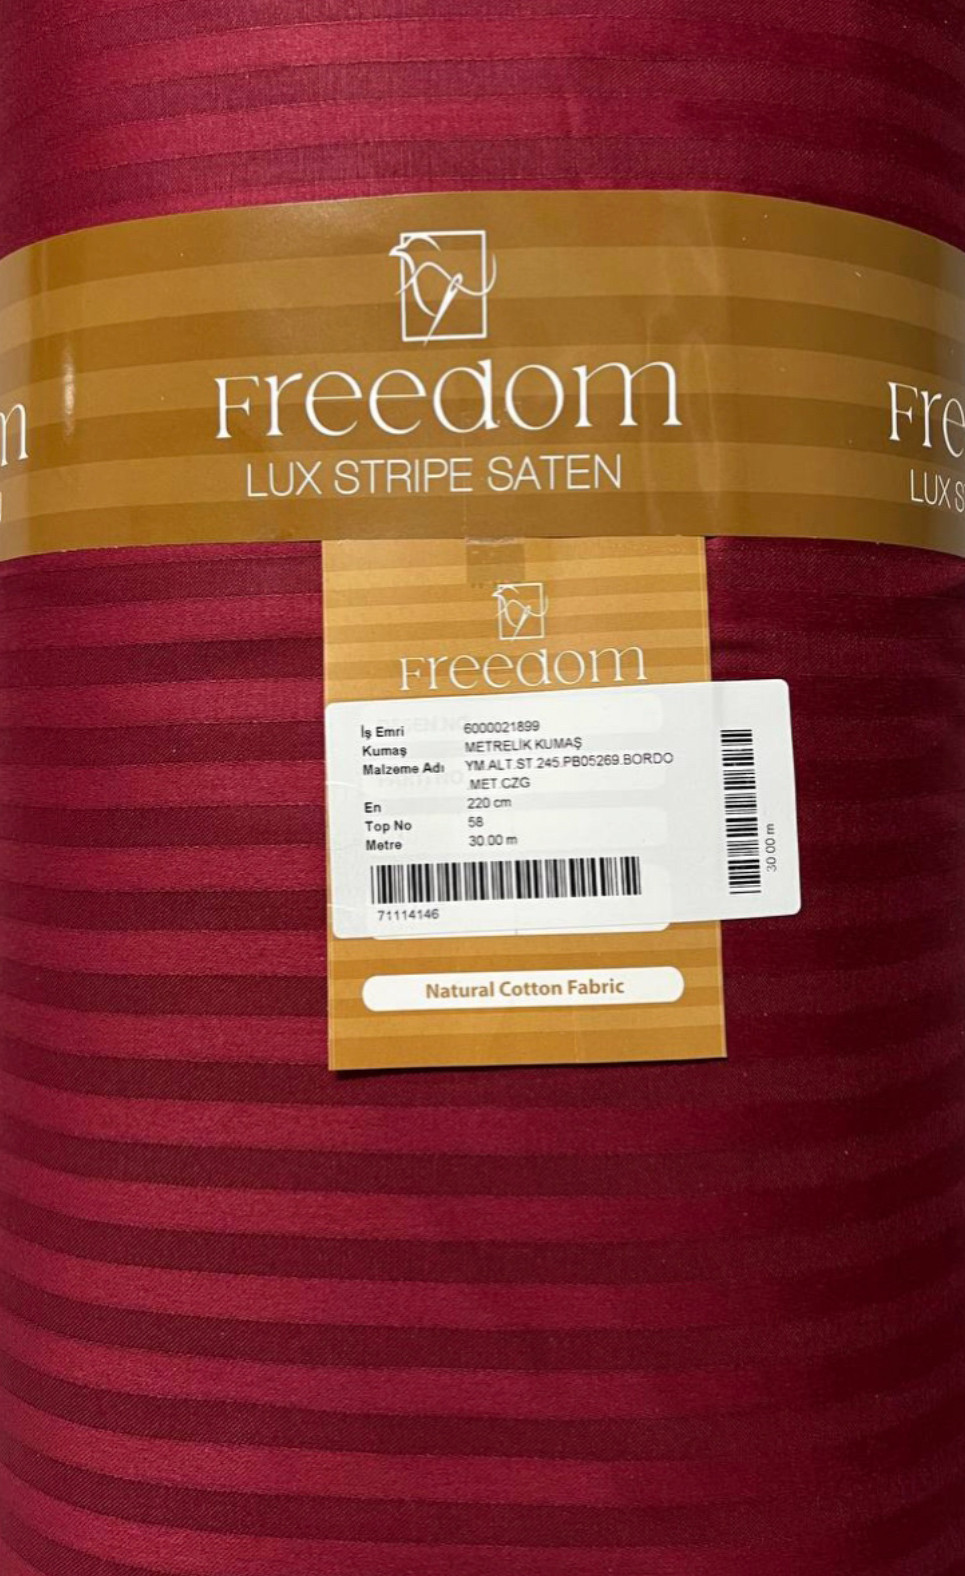 Freedom
LUX STRIPE SATEN
m
Fre
LUX S
Freedom
İş Emri 6000021899
Kumaş METRELİK KUMAŞ
Malzeme Adı YM.ALT.ST.245.PB05269.BORDO
.MET.CZG
En 220 cm
Top No 58
Metre 30.00 m
71114146
30.00 m
Natural Cotton Fabric